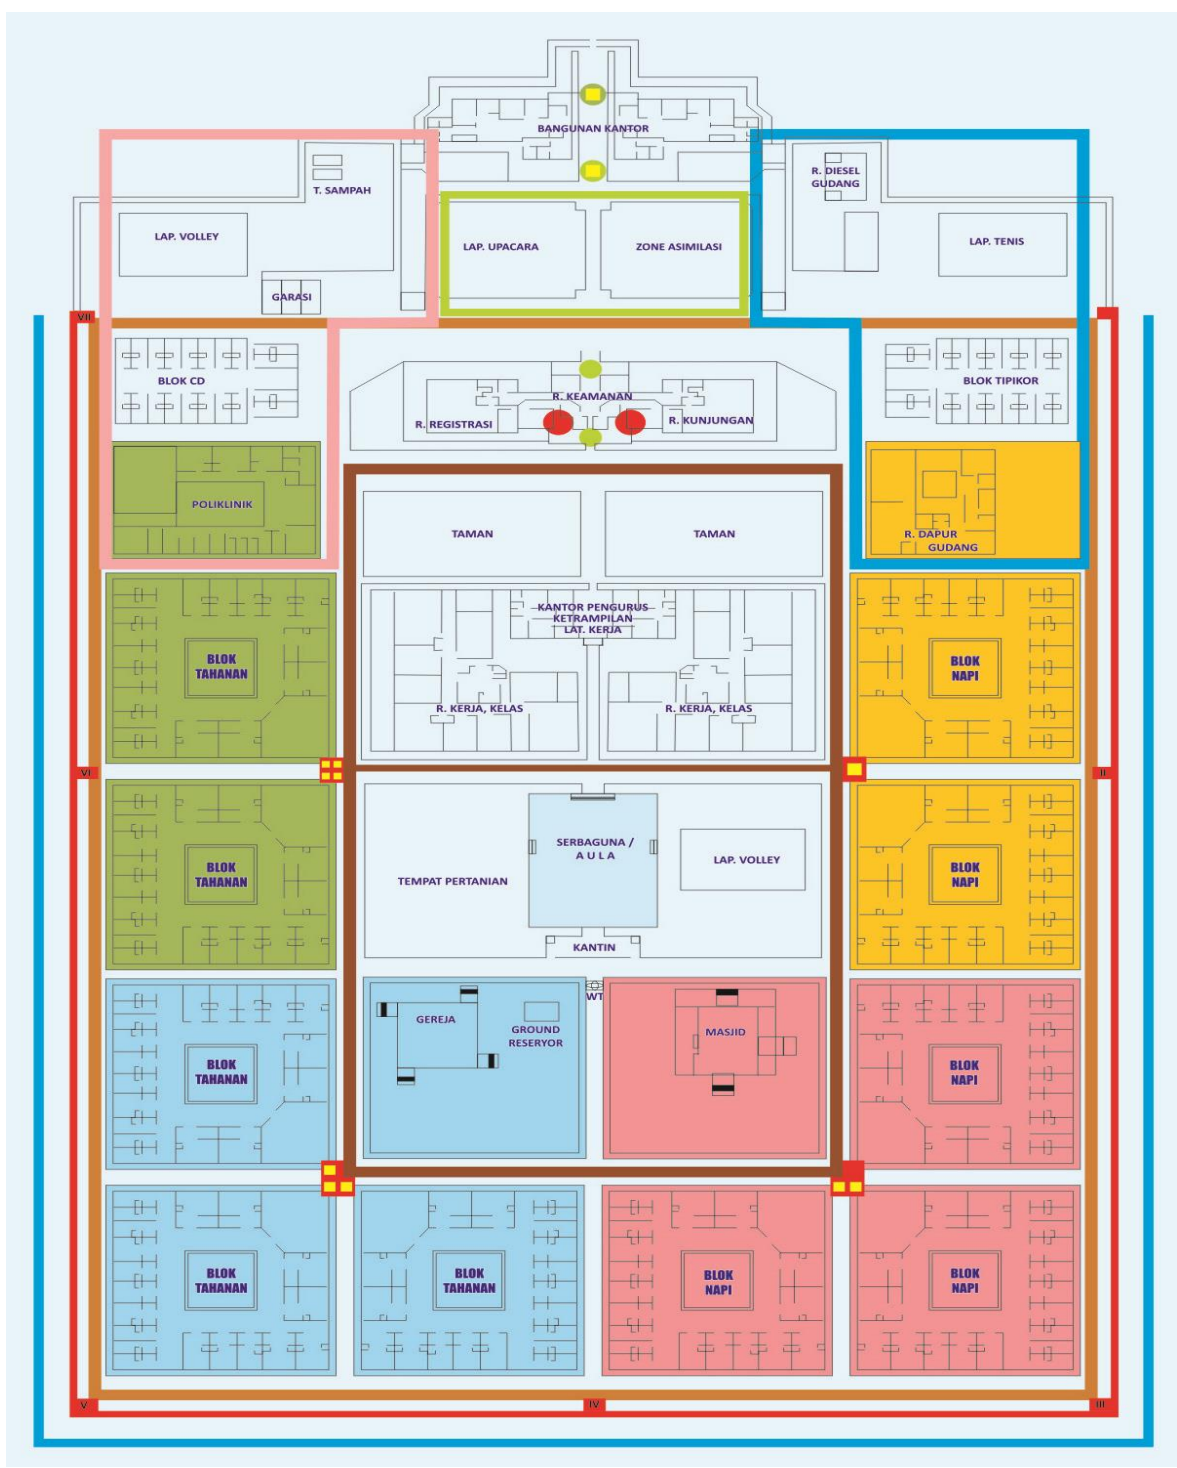 BANGUNAN KANTOR
T. SAMPAH
R. DIESEL
GUDANG
LAP. VOLLEY
LAP. UPACARA
ZONE ASIMILASI
LAP. TENIS
GARASI
VII
BLOK CD
R. KEAMANAN
BLOK TIPIKOR
R. REGISTRASI
R. KUNJUNGAN
POLIKLINIK
TAMAN
TAMAN
R. DAPUR
GUDANG
KANTOR PENGURUS
KETRAMPILAN
LAT. KERJA
BLOK
TAHANAN
BLOK
NAPI
R. KERJA, KELAS
R. KERJA, KELAS
VI
II
SERBAGUNA /
A U L A
LAP. VOLLEY
BLOK
TAHANAN
TEMPAT PERTANIAN
BLOK
NAPI
KANTIN
WT
GEREJA
GROUND
RESERYOR
MASJID
BLOK
TAHANAN
BLOK
NAPI
BLOK
TAHANAN
BLOK
TAHANAN
BLOK
NAPI
BLOK
NAPI
V
IV
III